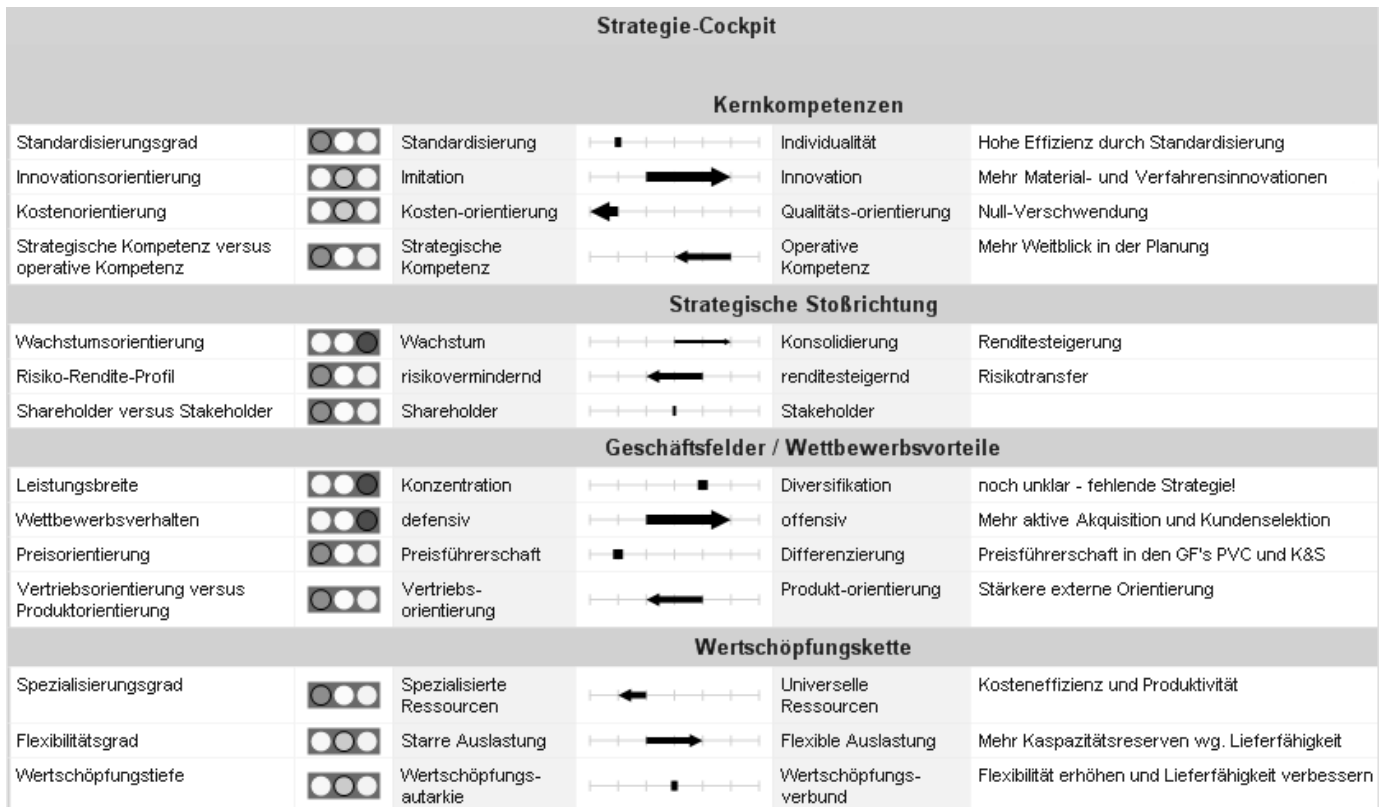 Strategie-Cockpit
Kernkompetenzen
Standardisierungsgrad Standardisierung Individualität Hohe Effizienz durch Standardisierung
Innovationsorientierung Imitation Innovation Mehr Material- und Verfahrensinnovationen
Kostenorientierung Kosten-orientierung Qualitäts-orientierung Null-Verschwendung
Strategische Kompetenz versus Strategische Operative Mehr Weitblick in der Planung
operative Kompetenz Kompetenz Kompetenz
Strategische Stoßrichtung
Wachstumsorientierung Wachstum Konsolidierung Renditesteigerung
Risiko-Rendite-Profil risikovermindernd renditesteigernd Risikotransfer
Shareholder versus Stakeholder Shareholder Stakeholder
Geschäftsfelder / Wettbewerbsvorteile
Leistungsbreite Konzentration Diversifikation noch unklar - fehlende Strategie!
Wettbewerbsverhalten defensiv offensiv Mehr aktive Akquisition und Kundenselektion
Preisorientierung Preisführerschaft Differenzierung Preisführerschaft in den GF's PVC und K&S
Vertriebsorientierung versus Vertriebs- Produkt-orientierung Stärkere externe Orientierung
Produktorientierung orientierung
Wertschöpfungskette
Spezialisierungsgrad Spezialisierte Universelle Kosteneffizienz und Produktivität
Ressourcen Ressourcen
Flexibilitätsgrad Starre Auslastung Flexible Auslastung Mehr Kaspazitätsreserven wg. Lieferfähigkeit
Wertschöpfungstiefe Wertschöpfungs- Wertschöpfungs- Flexibilität erhöhen und Lieferfähigkeit verbessern
autarkie verbund